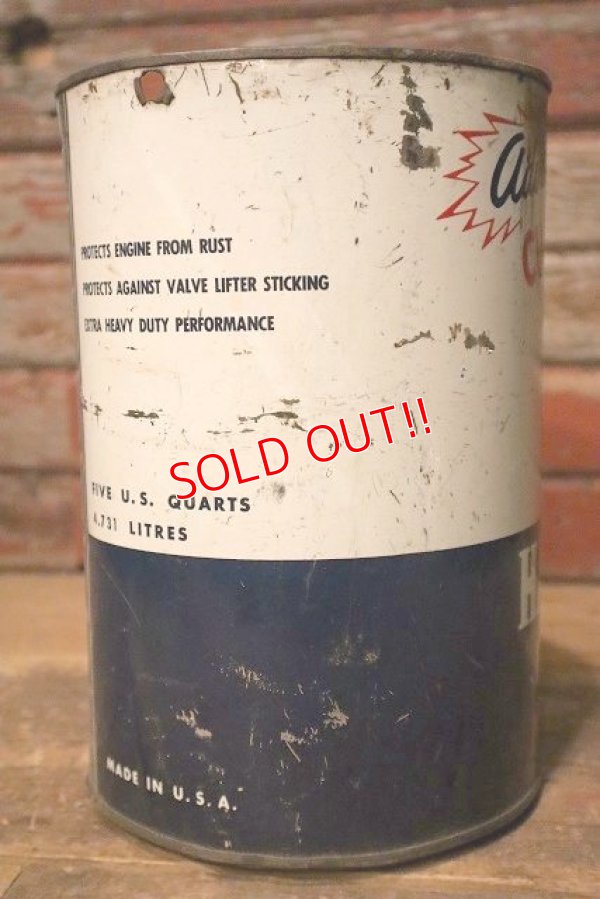 PROTECTS ENGINE FROM RUST
PROTECTS AGAINST VALVE LIFTER STICKING
EXTRA HEAVY DUTY PERFORMANCE
SOLD OUT!!
FIVE U.S. QUARTS
4.731 LITRES
MADE IN U.S.A.